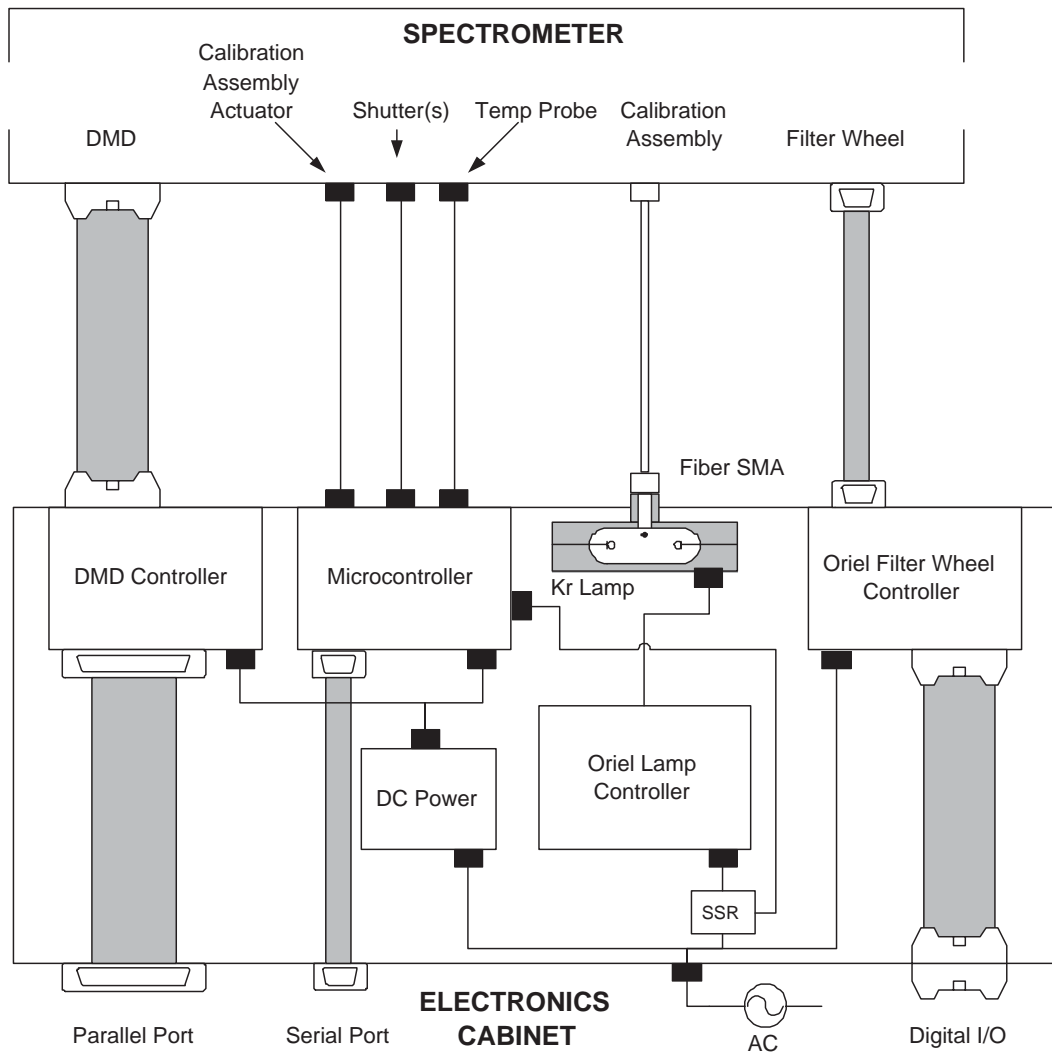 SPECTROMETER
Calibration
Assembly
Actuator
Shutter(s)
Temp Probe
Calibration
Assembly
DMD
Filter Wheel
Fiber SMA
DMD Controller
Microcontroller
Kr Lamp
Oriel Filter Wheel
Controller
DC Power
Oriel Lamp
Controller
SSR
ELECTRONICS
CABINET
Parallel Port
Serial Port
AC
Digital I/O